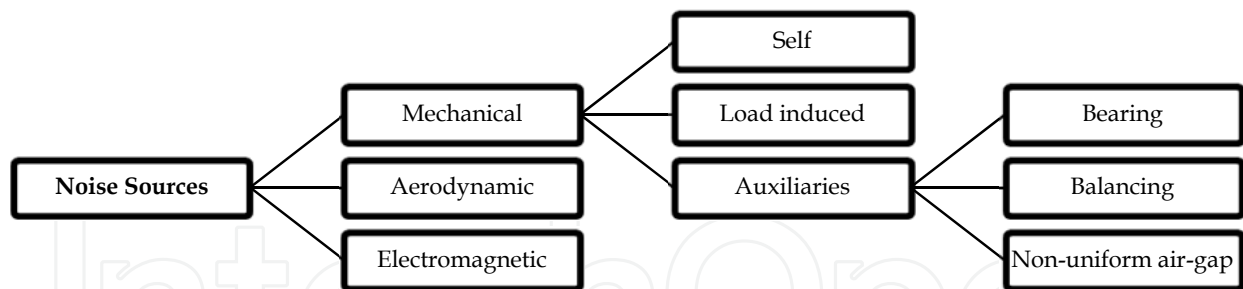 Self
Mechanical
Load induced
Bearing
Noise Sources
Aerodynamic
Auxiliaries
Balancing
Electromagnetic
Non-uniform air-gap